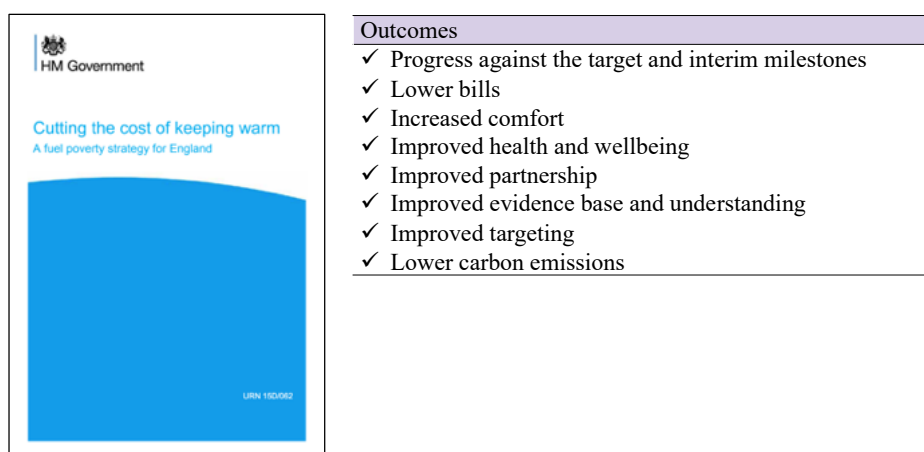 HM Government
Cutting the cost of keeping warm
A fuel poverty strategy for England
URN 15D/062
Outcomes
✓ Progress against the target and interim milestones
✓ Lower bills
✓ Increased comfort
✓ Improved health and wellbeing
✓ Improved partnership
✓ Improved evidence base and understanding
✓ Improved targeting
✓ Lower carbon emissions